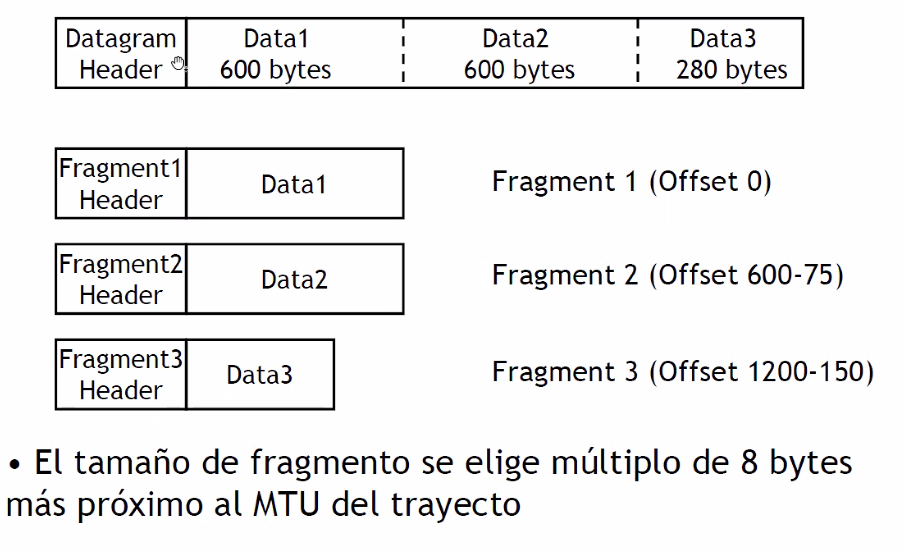 Datagram Header
Data1 600 bytes
Data2 600 bytes
Data3 280 bytes
Fragment1 Header
Data1
Fragment 1 (Offset 0)
Fragment2 Header
Data2
Fragment 2 (Offset 600-75)
Fragment3 Header
Data3
Fragment 3 (Offset 1200-150)
• El tamaño de fragmento se elige múltiplo de 8 bytes
más próximo al MTU del trayecto